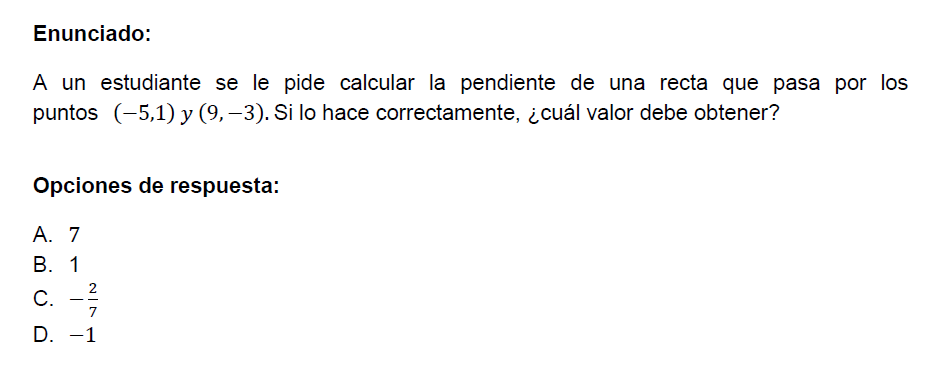 Enunciado:
A un estudiante se le pide calcular la pendiente de una recta que pasa por los
puntos (−5,1) y (9, −3). Si lo hace correctamente, ¿cuál valor debe obtener?
Opciones de respuesta:
A. 7
B. 1
C. −2/7
D. −1